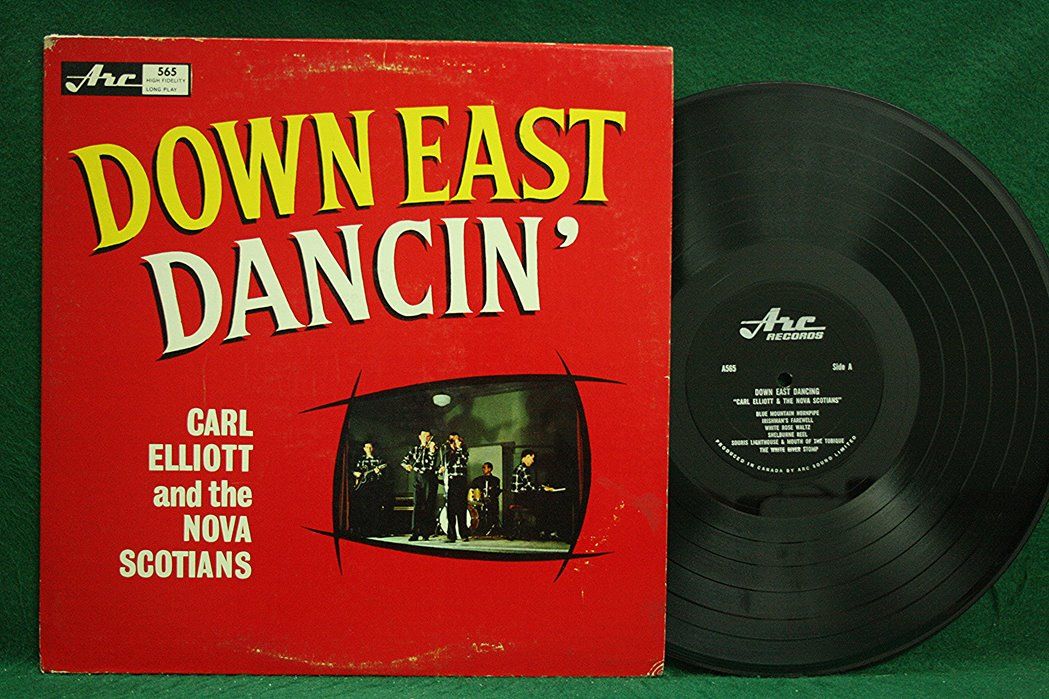 Arc
565
HIGH FIDELITY
LONG PLAY
DOWN EAST
DANCIN'
CARL
ELLIOTT
and the
NOVA
SCOTIANS
Arc
RECORDS
A565
Side A
DOWN EAST DANCING
"CARL ELLIOTT & THE NOVA SCOTIANS"
BLUE MOUNTAIN HORNPIPE
IRISHMAN'S FAREWELL
WHITE ROSE WALTZ
SHELBURNE REEL
SOURIS LIGHTHOUSE & MOUTH OF THE TOBIQUE
THE WHITE RIVER STOMP
PRODUCED IN CANADA BY ARC SOUND LIMITED